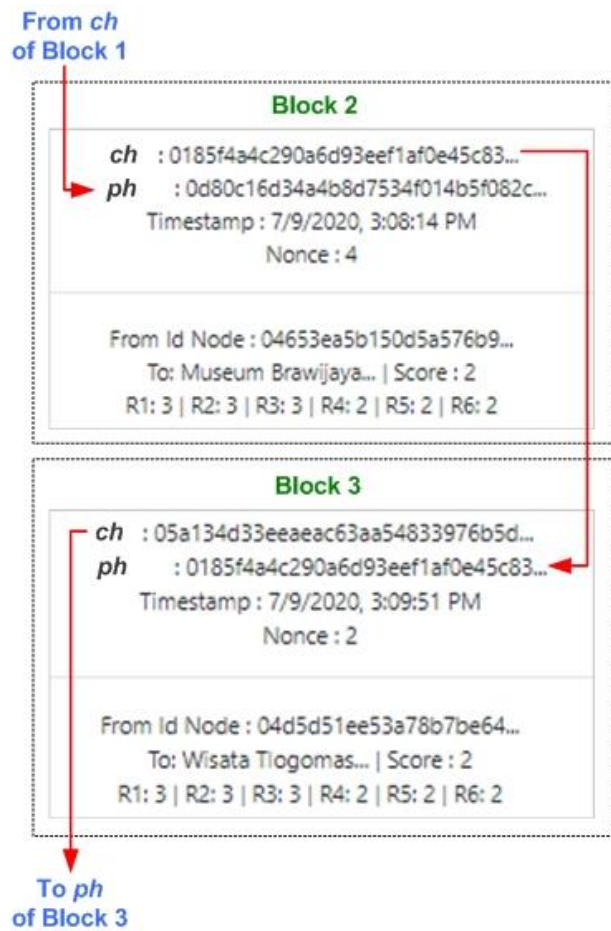 From ch
of Block 1
Block 2
ch : 0185f4a4c290a6d93eef1af0e45c83...
ph : 0d80c16d34a4b8d7534f014b5f082c...
Timestamp : 7/9/2020, 3:08:14 PM
Nonce : 4
From Id Node : 04653ea5b150d5a576b9...
To: Museum Brawijaya... | Score : 2
R1: 3 | R2: 3 | R3: 3 | R4: 2 | R5: 2 | R6: 2
Block 3
ch : 05a134d33eeaeac63aa54833976b5d...
ph : 0185f4a4c290a6d93eef1af0e45c83...
Timestamp : 7/9/2020, 3:09:51 PM
Nonce : 2
From Id Node : 04d5d51ee53a78b7be64...
To: Wisata Tlogomas... | Score : 2
R1: 3 | R2: 3 | R3: 3 | R4: 2 | R5: 2 | R6: 2
To ph
of Block 3